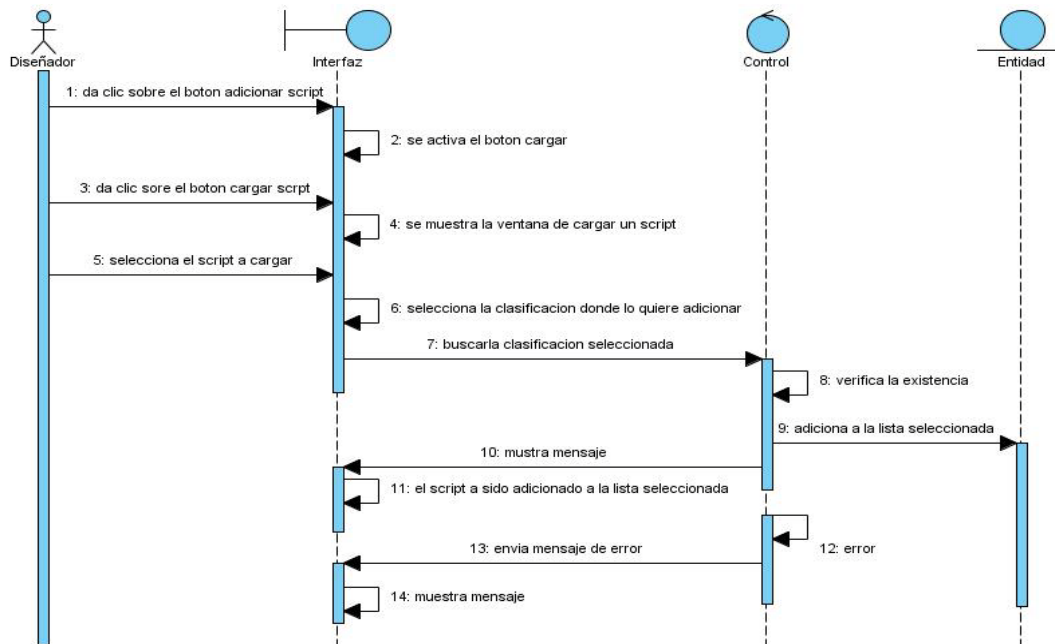 Diseñador
Interfaz
Control
Entidad
1: da clic sobre el boton adicionar script
2: se activa el boton cargar
3: da clic sore el boton cargar scrpt
4: se muestra la ventana de cargar un script
5: selecciona el script a cargar
6: selecciona la clasificacion donde lo quiere adicionar
7: buscarla clasificacion seleccionada
8: verifica la existencia
9: adiciona a la lista seleccionada
10: mustra mensaje
11: el script a sido adicionado a la lista seleccionada
12: error
13: envia mensaje de error
14: muestra mensaje